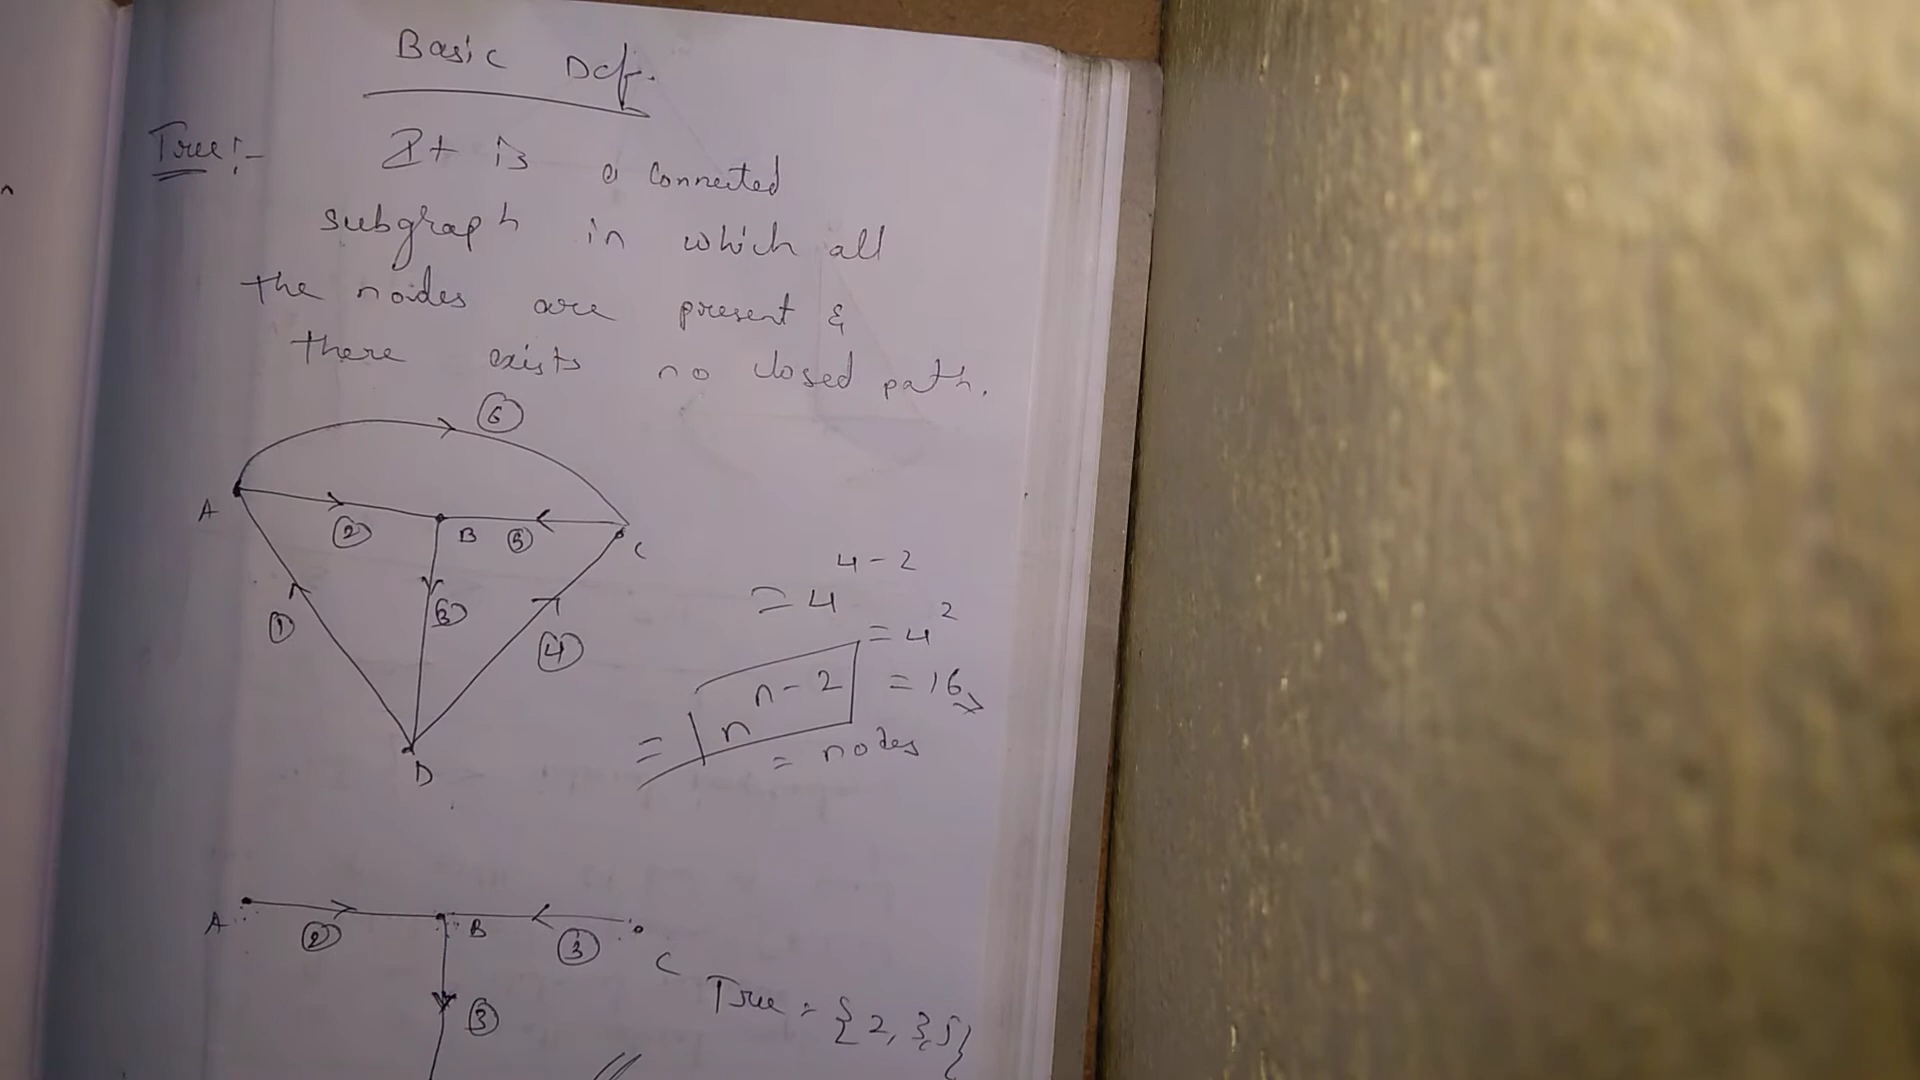 Basic Def.
Tree:- It is a connected
subgraph in which all
the nodes are present &
there exists no closed path.
6
A 2 B 5 C
1 3 4
D
= 4^(4-2)
= 4^2
= n^(n-2) = 16
= nodes
A 2 B 3 C
Tree = {2, 3, 5}
3